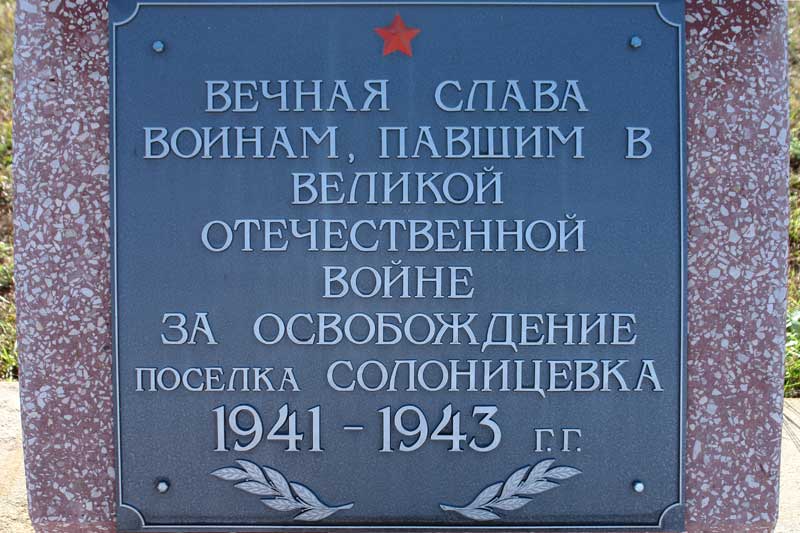 ВЕЧНАЯ СЛАВА
ВОИНАМ, ПАВШИМ В
ВЕЛИКОЙ
ОТЕЧЕСТВЕННОЙ
ВОЙНЕ
ЗА ОСВОБОЖДЕНИЕ
ПОСЕЛКА СОЛОНИЦЕВКА
1941 - 1943 Г.Г.